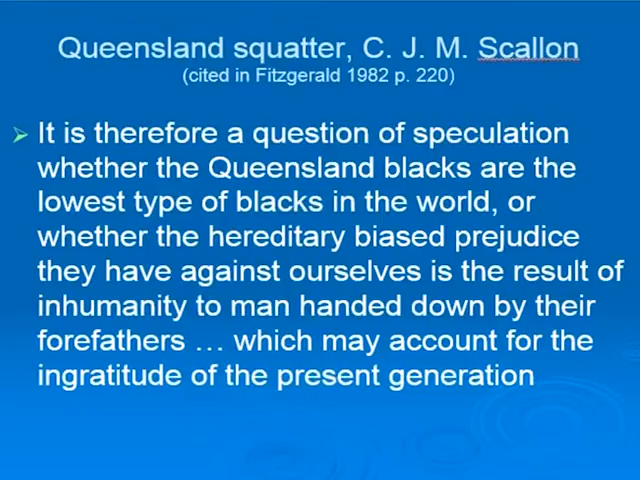 Queensland squatter, C. J. M. Scallon
(cited in Fitzgerald 1982 p. 220)
It is therefore a question of speculation
whether the Queensland blacks are the
lowest type of blacks in the world, or
whether the hereditary biased prejudice
they have against ourselves is the result of
inhumanity to man handed down by their
forefathers … which may account for the
ingratitude of the present generation